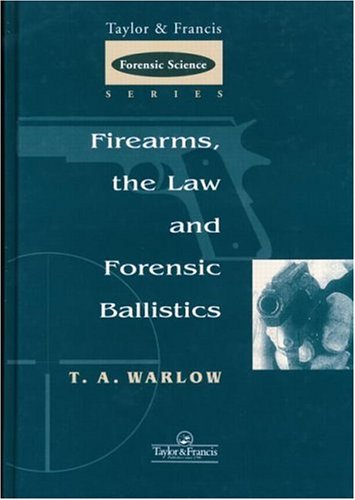 Taylor & Francis
Forensic Science
SERIES
Firearms,
the Law
and
Forensic
Ballistics
T. A. WARLOW
Taylor & Francis